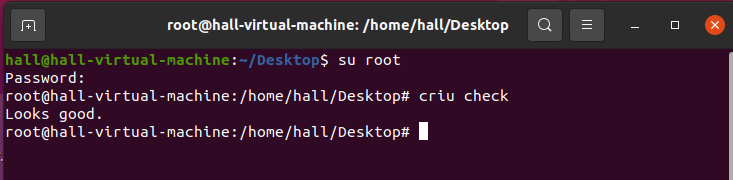 root@hall-virtual-machine: /home/hall/Desktop
hall@hall-virtual-machine:~/Desktop$ su root
Password:
root@hall-virtual-machine:/home/hall/Desktop# criu check
Looks good.
root@hall-virtual-machine:/home/hall/Desktop#